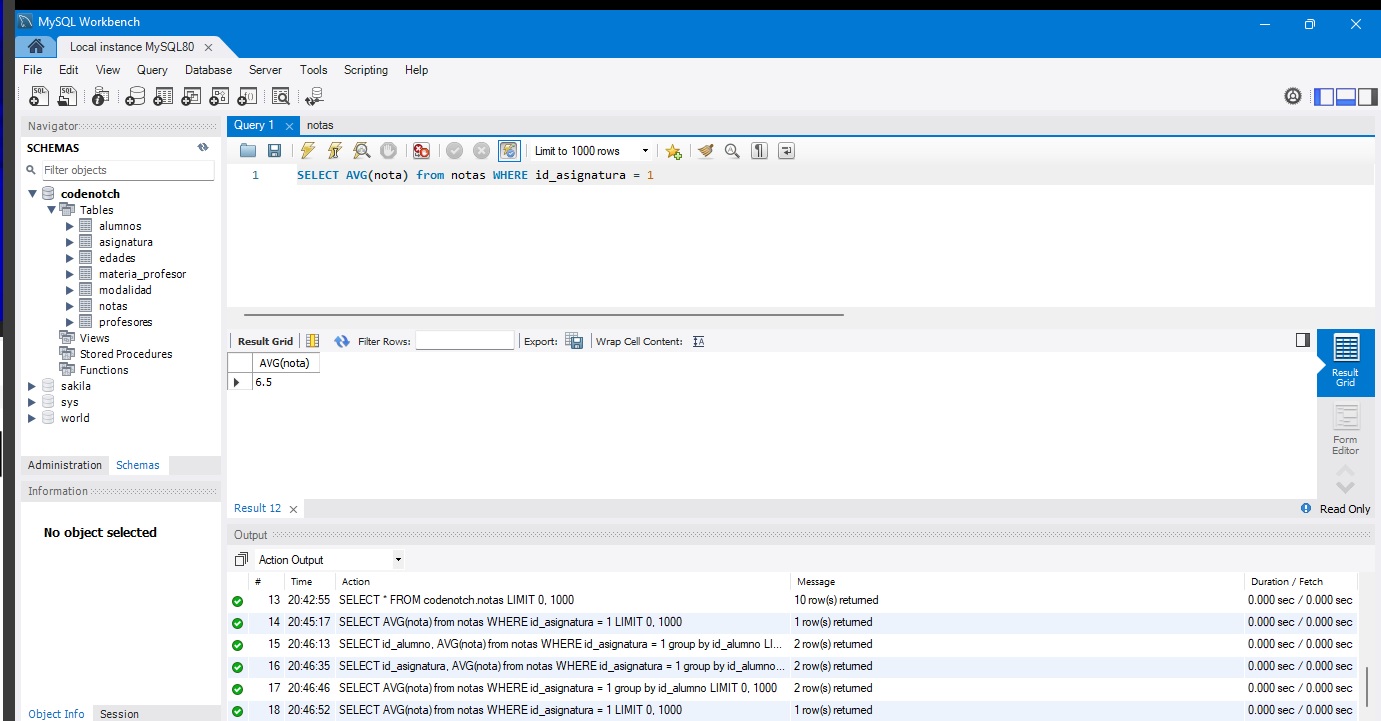 MySQL Workbench
Local instance MySQL80
File Edit View Query Database Server Tools Scripting Help
Navigator
SCHEMAS
Filter objects
codenotch
Tables
alumnos
asignatura
edades
materia_profesor
modalidad
notas
profesores
Views
Stored Procedures
Functions
sakila
sys
world
Administration Schemas
Information
No object selected
Object Info Session
Query 1 notas
Limit to 1000 rows
1 SELECT AVG(nota) from notas WHERE id_asignatura = 1
Result Grid Filter Rows: Export: Wrap Cell Content:
AVG(nota)
6.5
Result Grid
Form Editor
Result 12 Read Only
Output
Action Output
# Time Action Message Duration / Fetch
13 20:42:55 SELECT * FROM codenotch.notas LIMIT 0, 1000 10 row(s) returned 0.000 sec / 0.000 sec
14 20:45:17 SELECT AVG(nota) from notas WHERE id_asignatura = 1 LIMIT 0, 1000 1 row(s) returned 0.000 sec / 0.000 sec
15 20:46:13 SELECT id_alumno, AVG(nota) from notas WHERE id_asignatura = 1 group by id_alumno LI... 2 row(s) returned 0.000 sec / 0.000 sec
16 20:46:35 SELECT id_asignatura, AVG(nota) from notas WHERE id_asignatura = 1 group by id_alumno... 2 row(s) returned 0.000 sec / 0.000 sec
17 20:46:46 SELECT AVG(nota) from notas WHERE id_asignatura = 1 group by id_alumno LIMIT 0, 1000 2 row(s) returned 0.000 sec / 0.000 sec
18 20:46:52 SELECT AVG(nota) from notas WHERE id_asignatura = 1 LIMIT 0, 1000 1 row(s) returned 0.000 sec / 0.000 sec